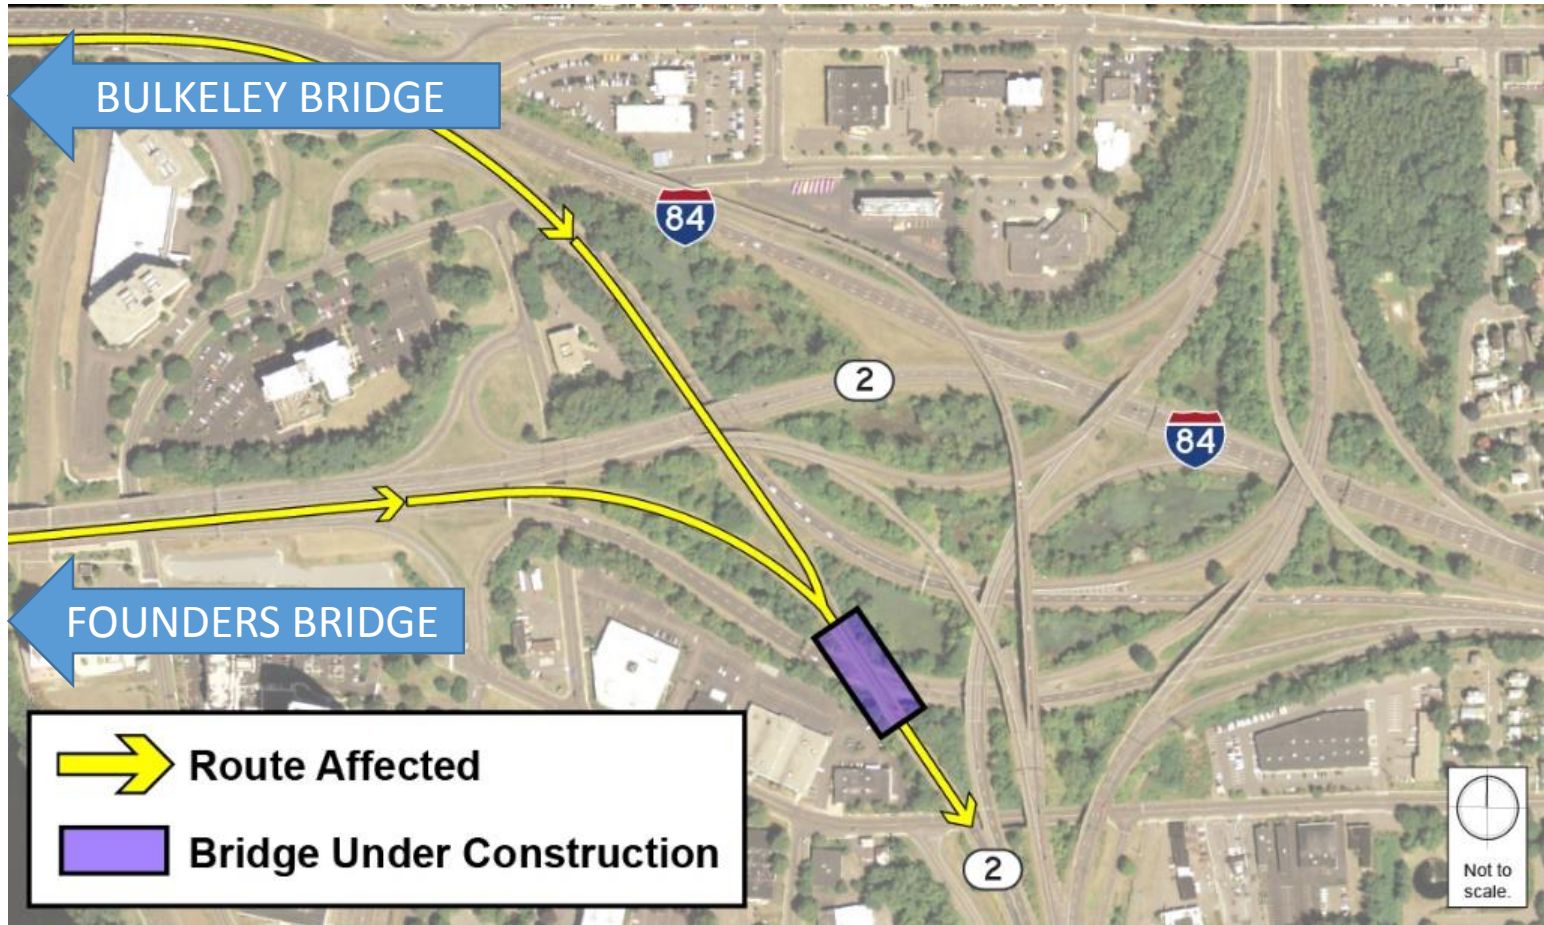 BULKELEY BRIDGE
84
2
84
FOUNDERS BRIDGE
Route Affected
Bridge Under Construction
2
Not to
scale.